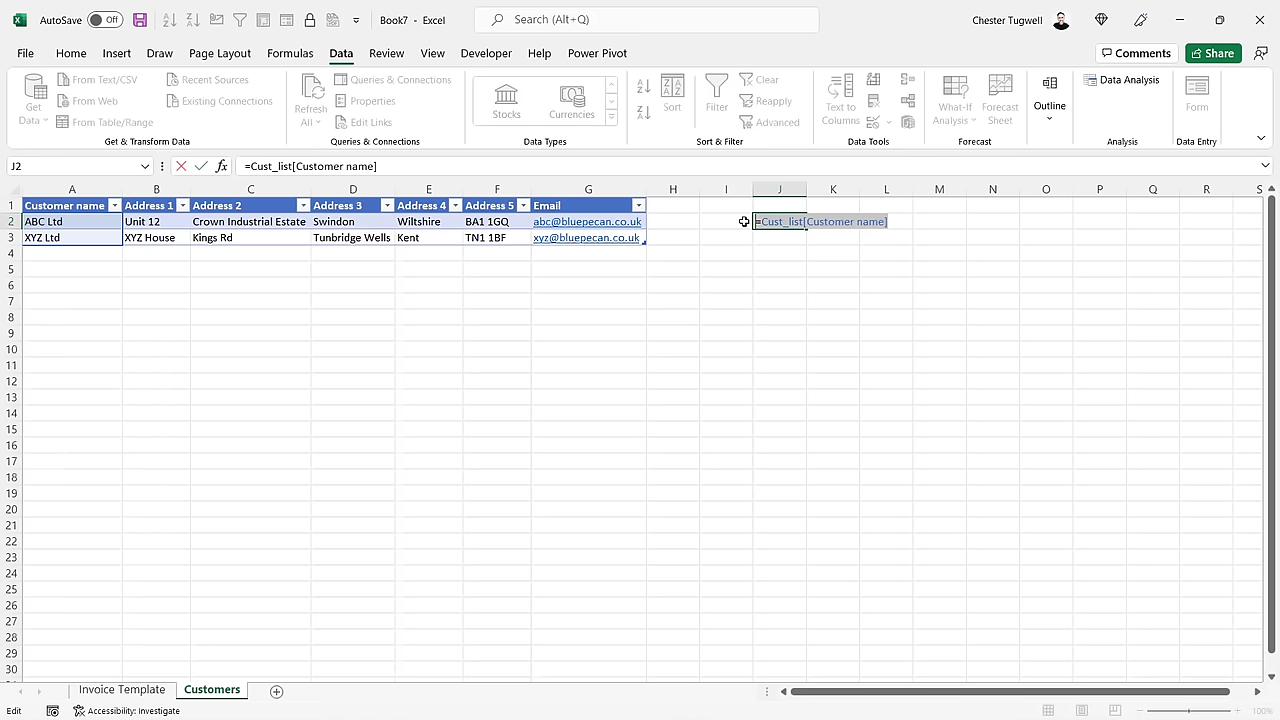 AutoSave Off Book7 - Excel Search (Alt+Q) Chester Tugwell
File Home Insert Draw Page Layout Formulas Data Review View Developer Help Power Pivot Comments Share
From Text/CSV Recent Sources Queries & Connections Clear Data Analysis
Get Data From Web Existing Connections Refresh All Properties Stocks Currencies Sort Filter Reapply Text to Columns What-If Analysis Forecast Sheet Outline Form
From Table/Range Edit Links Advanced
Get & Transform Data Queries & Connections Data Types Sort & Filter Data Tools Forecast Analysis Data Entry
J2 fx =Cust_list[Customer name]
A B C D E F G H I J K L M N O P Q R S
1 Customer name Address 1 Address 2 Address 3 Address 4 Address 5 Email
2 ABC Ltd Unit 12 Crown Industrial Estate Swindon Wiltshire BA1 1GQ abc@bluepecan.co.uk =Cust_list[Customer name]
3 XYZ Ltd XYZ House Kings Rd Tunbridge Wells Kent TN1 1BF xyz@bluepecan.co.uk
4
5
6
7
8
9
10
11
12
13
14
15
16
17
18
19
20
21
22
23
24
25
26
27
28
29
30
Invoice Template Customers
Edit Accessibility: Investigate 100%